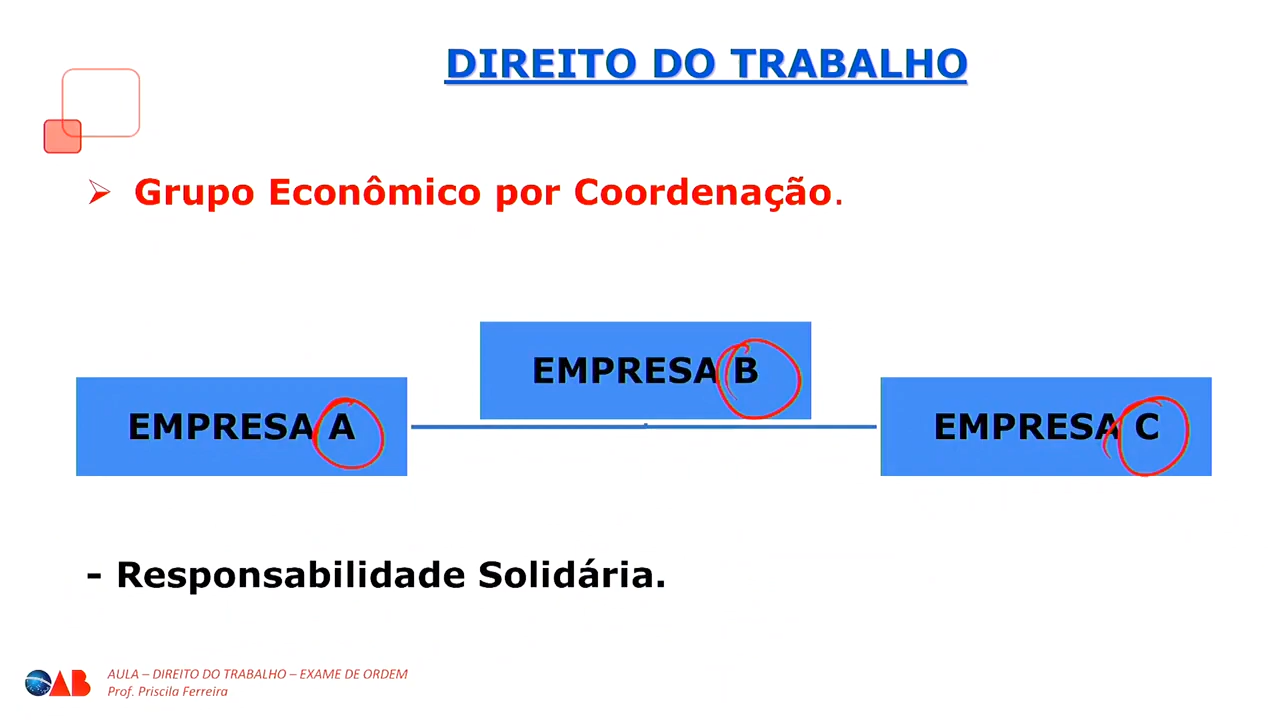 DIREITO DO TRABALHO
➢ Grupo Econômico por Coordenação.
EMPRESA B
EMPRESA A
EMPRESA C
- Responsabilidade Solidária.
OAB
AULA – DIREITO DO TRABALHO – EXAME DE ORDEM
Prof. Priscila Ferreira